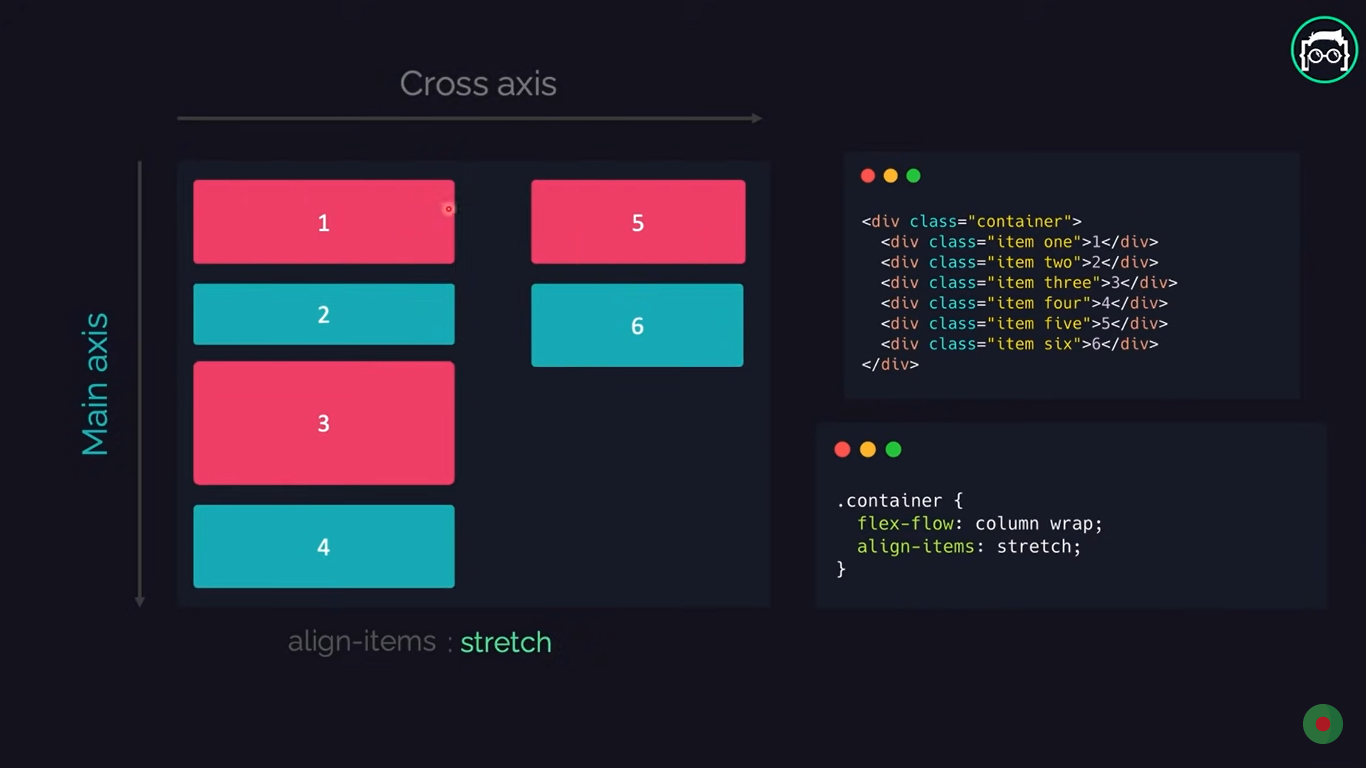 Cross axis
Main axis
1
2
3
4
5
6
align-items : stretch
<div class="container">
  <div class="item one">1</div>
  <div class="item two">2</div>
  <div class="item three">3</div>
  <div class="item four">4</div>
  <div class="item five">5</div>
  <div class="item six">6</div>
</div>
.container {
  flex-flow: column wrap;
  align-items: stretch;
}